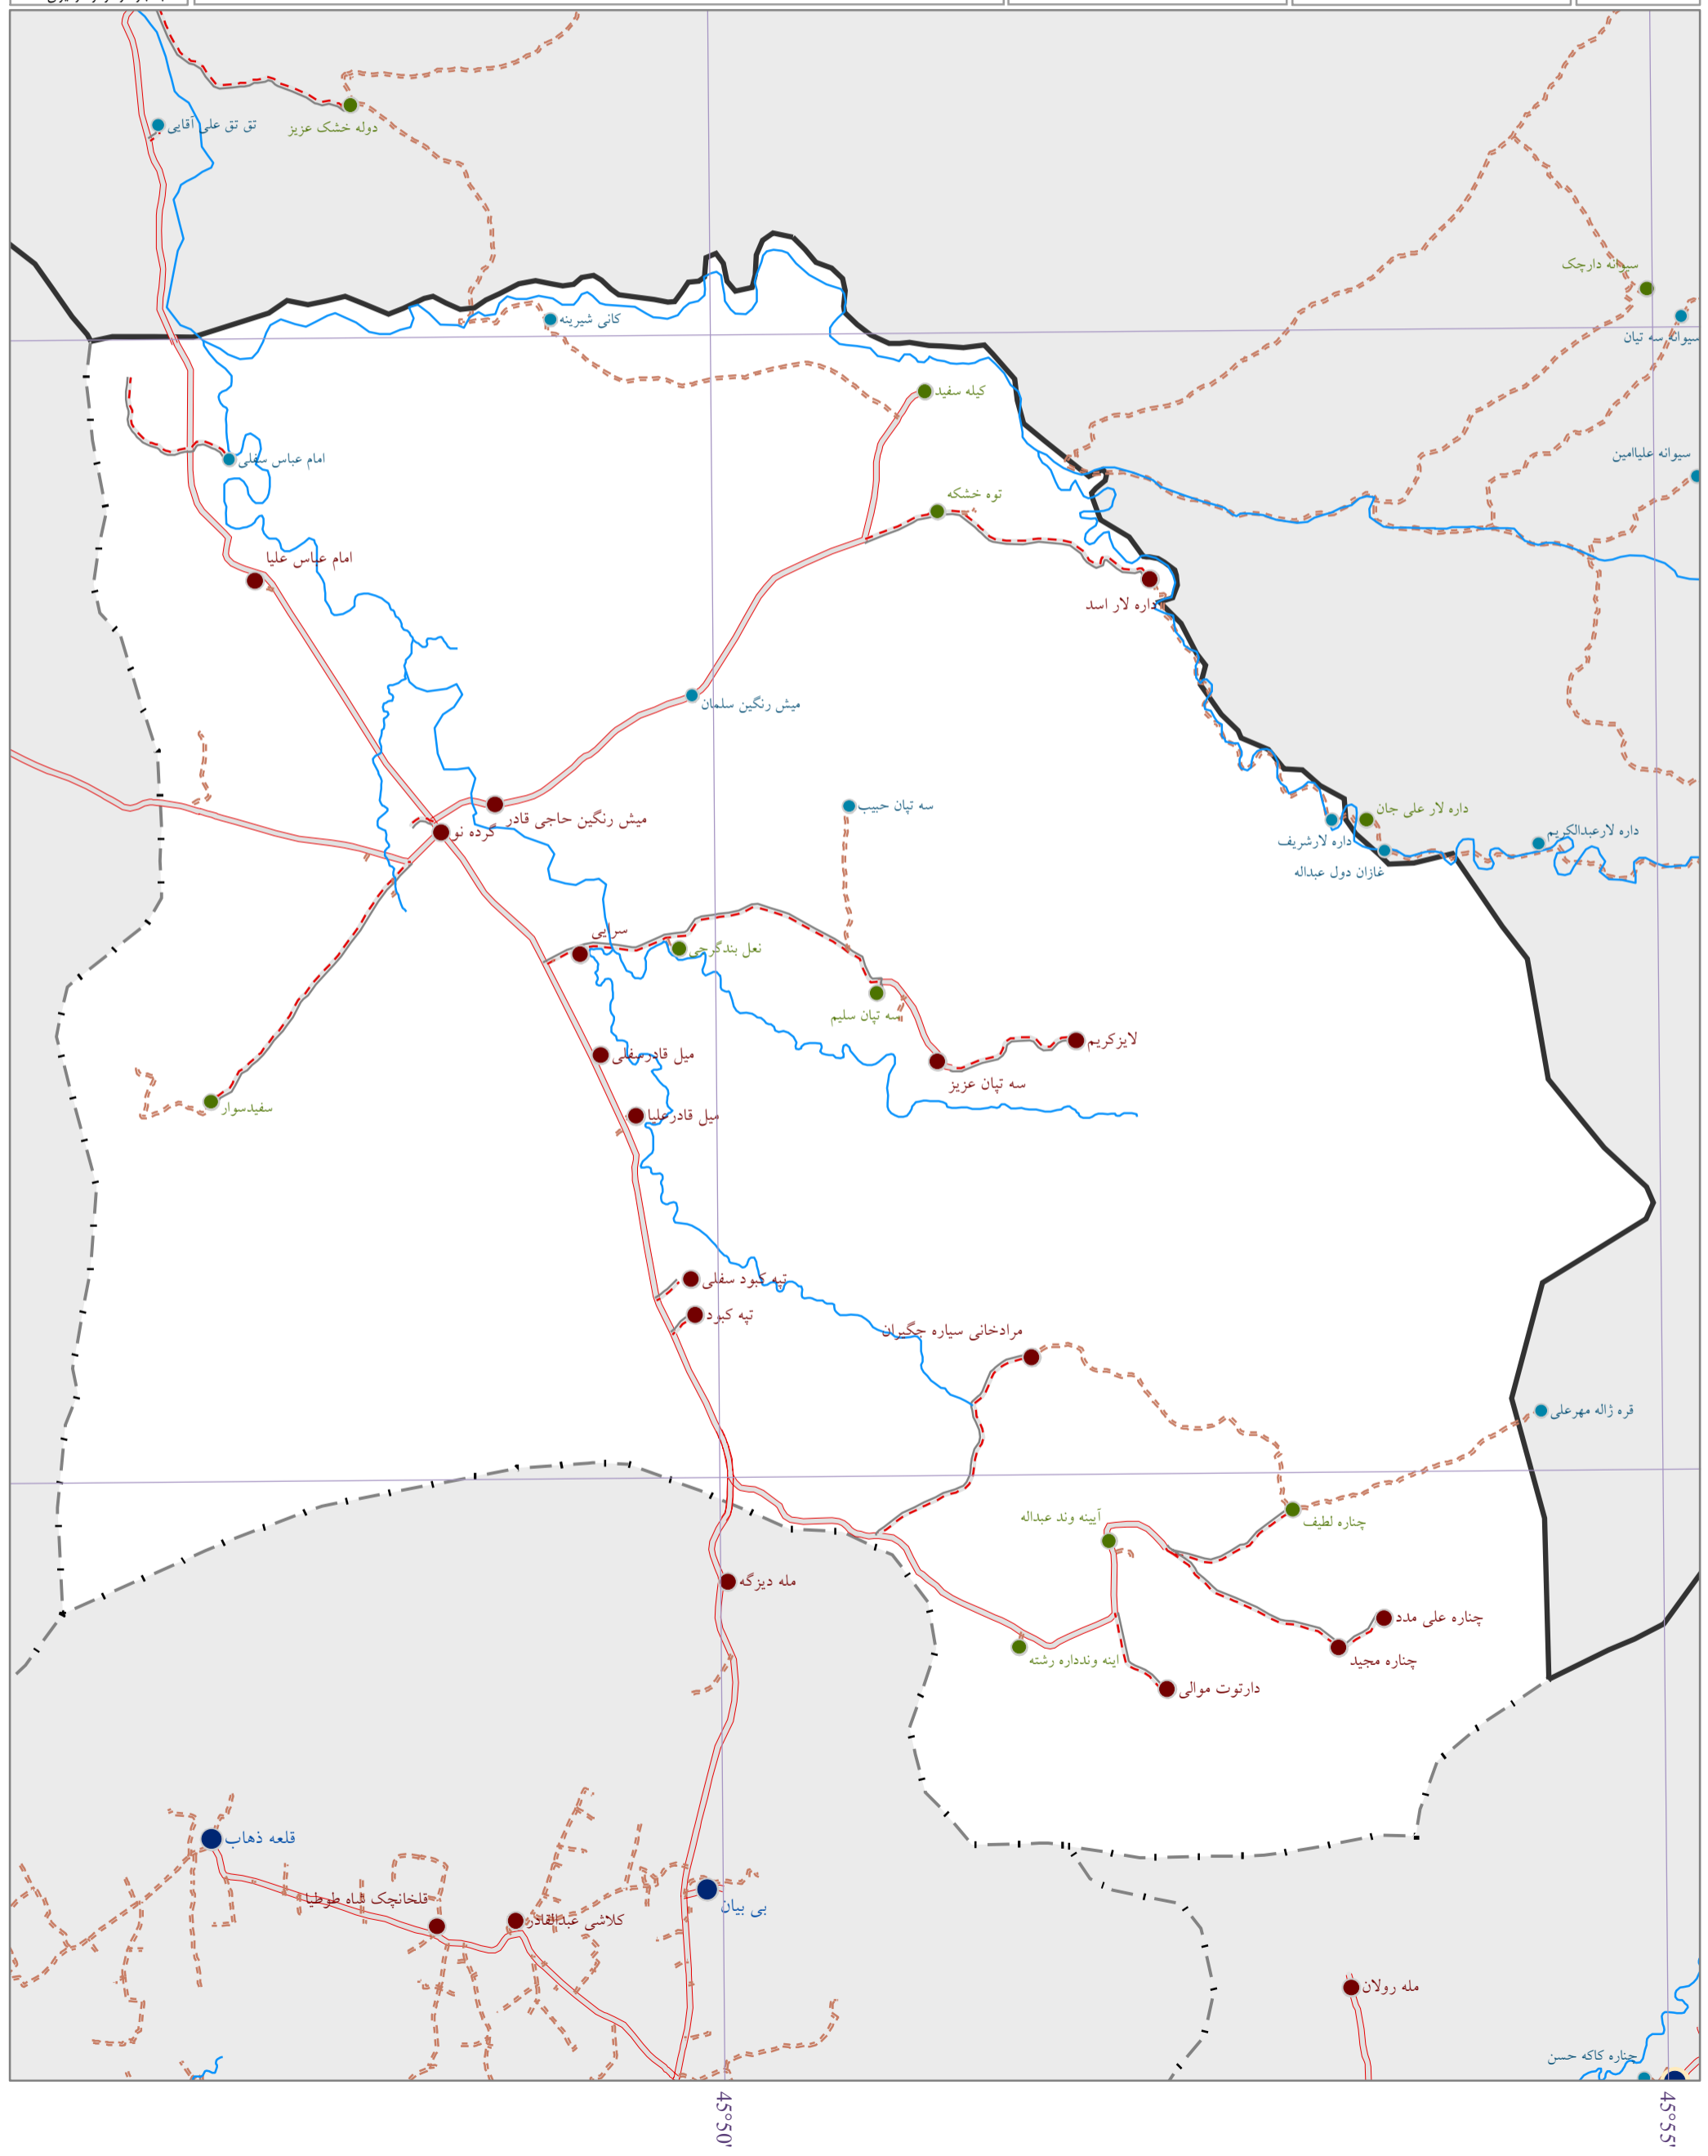 تق تق علی آقایی
دوله خشک عزیز
سیوانه دارچک
سیوانه سه تپان
کانی شیرینه
کپله سفید
امام عباس سفلی
سیوانه علیاامین
توه خشکه
امام عباس علیا
داره لار اسد
میش رنگین سلمان
سه تپان حبیب
میش رنگین حاجی قادر
گرده نو
داره لار علی جان
داره لارشریف
داره لارعبدالکریم
غازان دول عبداله
سرابی
نعل بندگرجی
سه تپان سلیم
لایزکریم
میل قادرسفلی
سه تپان عزیز
سفیدسوار
میل قادرعلیا
تپه کبود سفلی
تپه کبود
مرادخانی سیاره جگیران
قره ژاله مهرعلی
آیینه وند عبداله
چناره لطیف
مله دیزگه
چناره علی مدد
اینه ونده‌داره رشته
چناره مجید
دارتوت موالی
قلعه ذهاب
قلخانچک شاه طوطیا
کلاشی عبدالقادر
بی بیان
مله رولان
چناره کاکه حسن
45°50'
45°55'